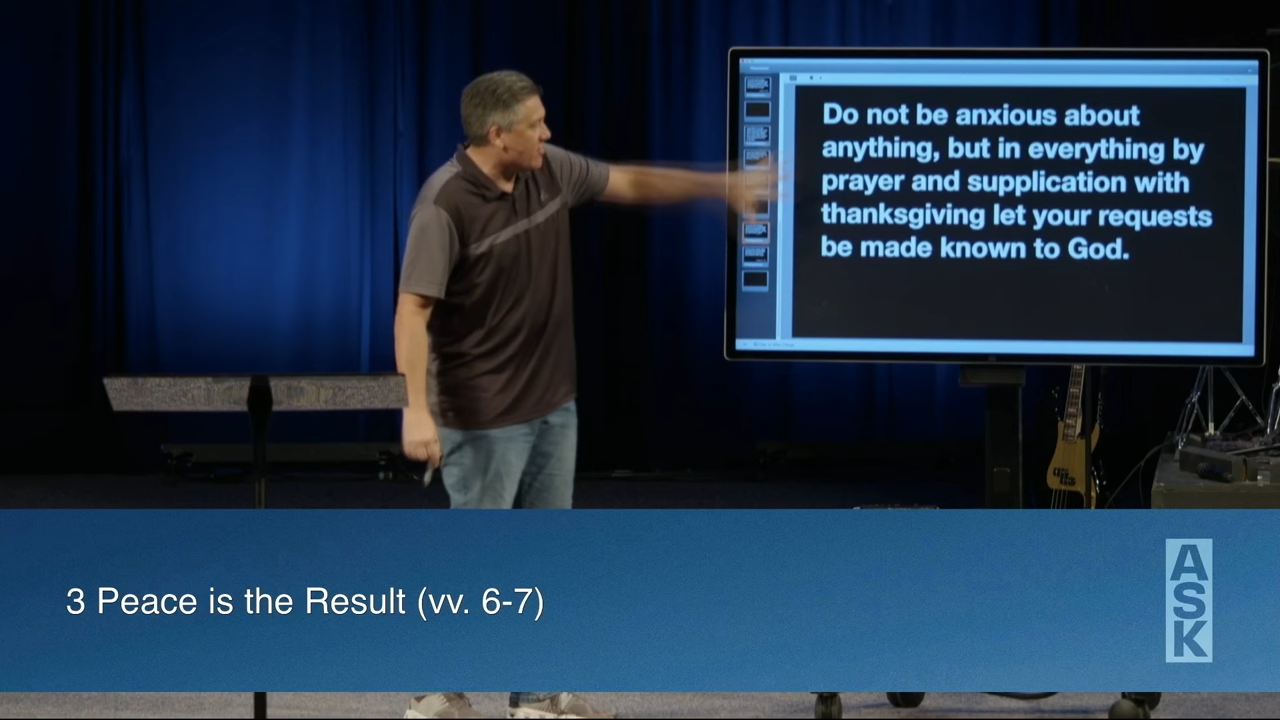 Do not be anxious about
anything, but in everything by
prayer and supplication with
thanksgiving let your requests
be made known to God.
3 Peace is the Result (vv. 6-7)
ASK